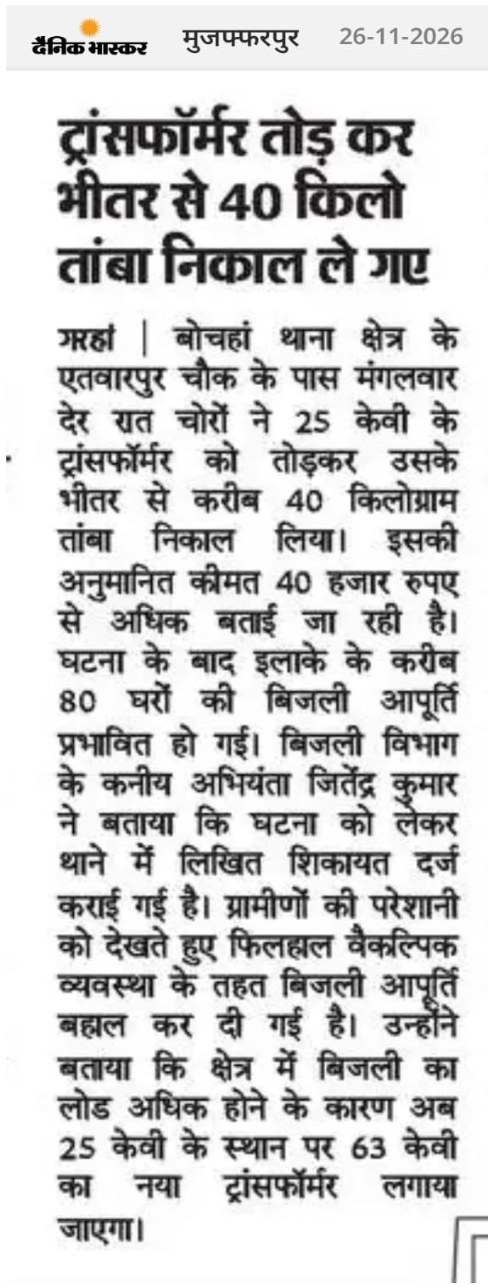 दैनिक भास्कर मुजफ्फरपुर 26-11-2026
ट्रांसफॉर्मर तोड़ कर
भीतर से 40 किलो
तांबा निकाल ले गए
गरहां | बोचहां थाना क्षेत्र के
एतवारपुर चौक के पास मंगलवार
देर रात चोरों ने 25 केवी के
ट्रांसफॉर्मर को तोड़कर उसके
भीतर से करीब 40 किलोग्राम
तांबा निकाल लिया। इसकी
अनुमानित कीमत 40 हजार रुपए
से अधिक बताई जा रही है।
घटना के बाद इलाके के करीब
80 घरों की बिजली आपूर्ति
प्रभावित हो गई। बिजली विभाग
के कनीय अभियंता जितेंद्र कुमार
ने बताया कि घटना को लेकर
थाने में लिखित शिकायत दर्ज
कराई गई है। ग्रामीणों की परेशानी
को देखते हुए फिलहाल वैकल्पिक
व्यवस्था के तहत बिजली आपूर्ति
बहाल कर दी गई है। उन्होंने
बताया कि क्षेत्र में बिजली का
लोड अधिक होने के कारण अब
25 केवी के स्थान पर 63 केवी
का नया ट्रांसफॉर्मर लगाया
जाएगा।